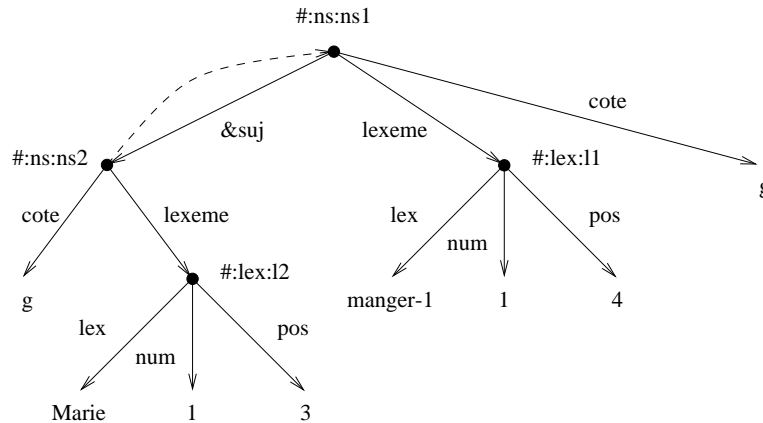 #:ns:ns1
cote
&suj
lexeme
#:ns:ns2
#:lex:l1
cote
lexeme
lex
num
pos
g
#:lex:l2
manger-1
1
4
lex
num
pos
Marie
1
3